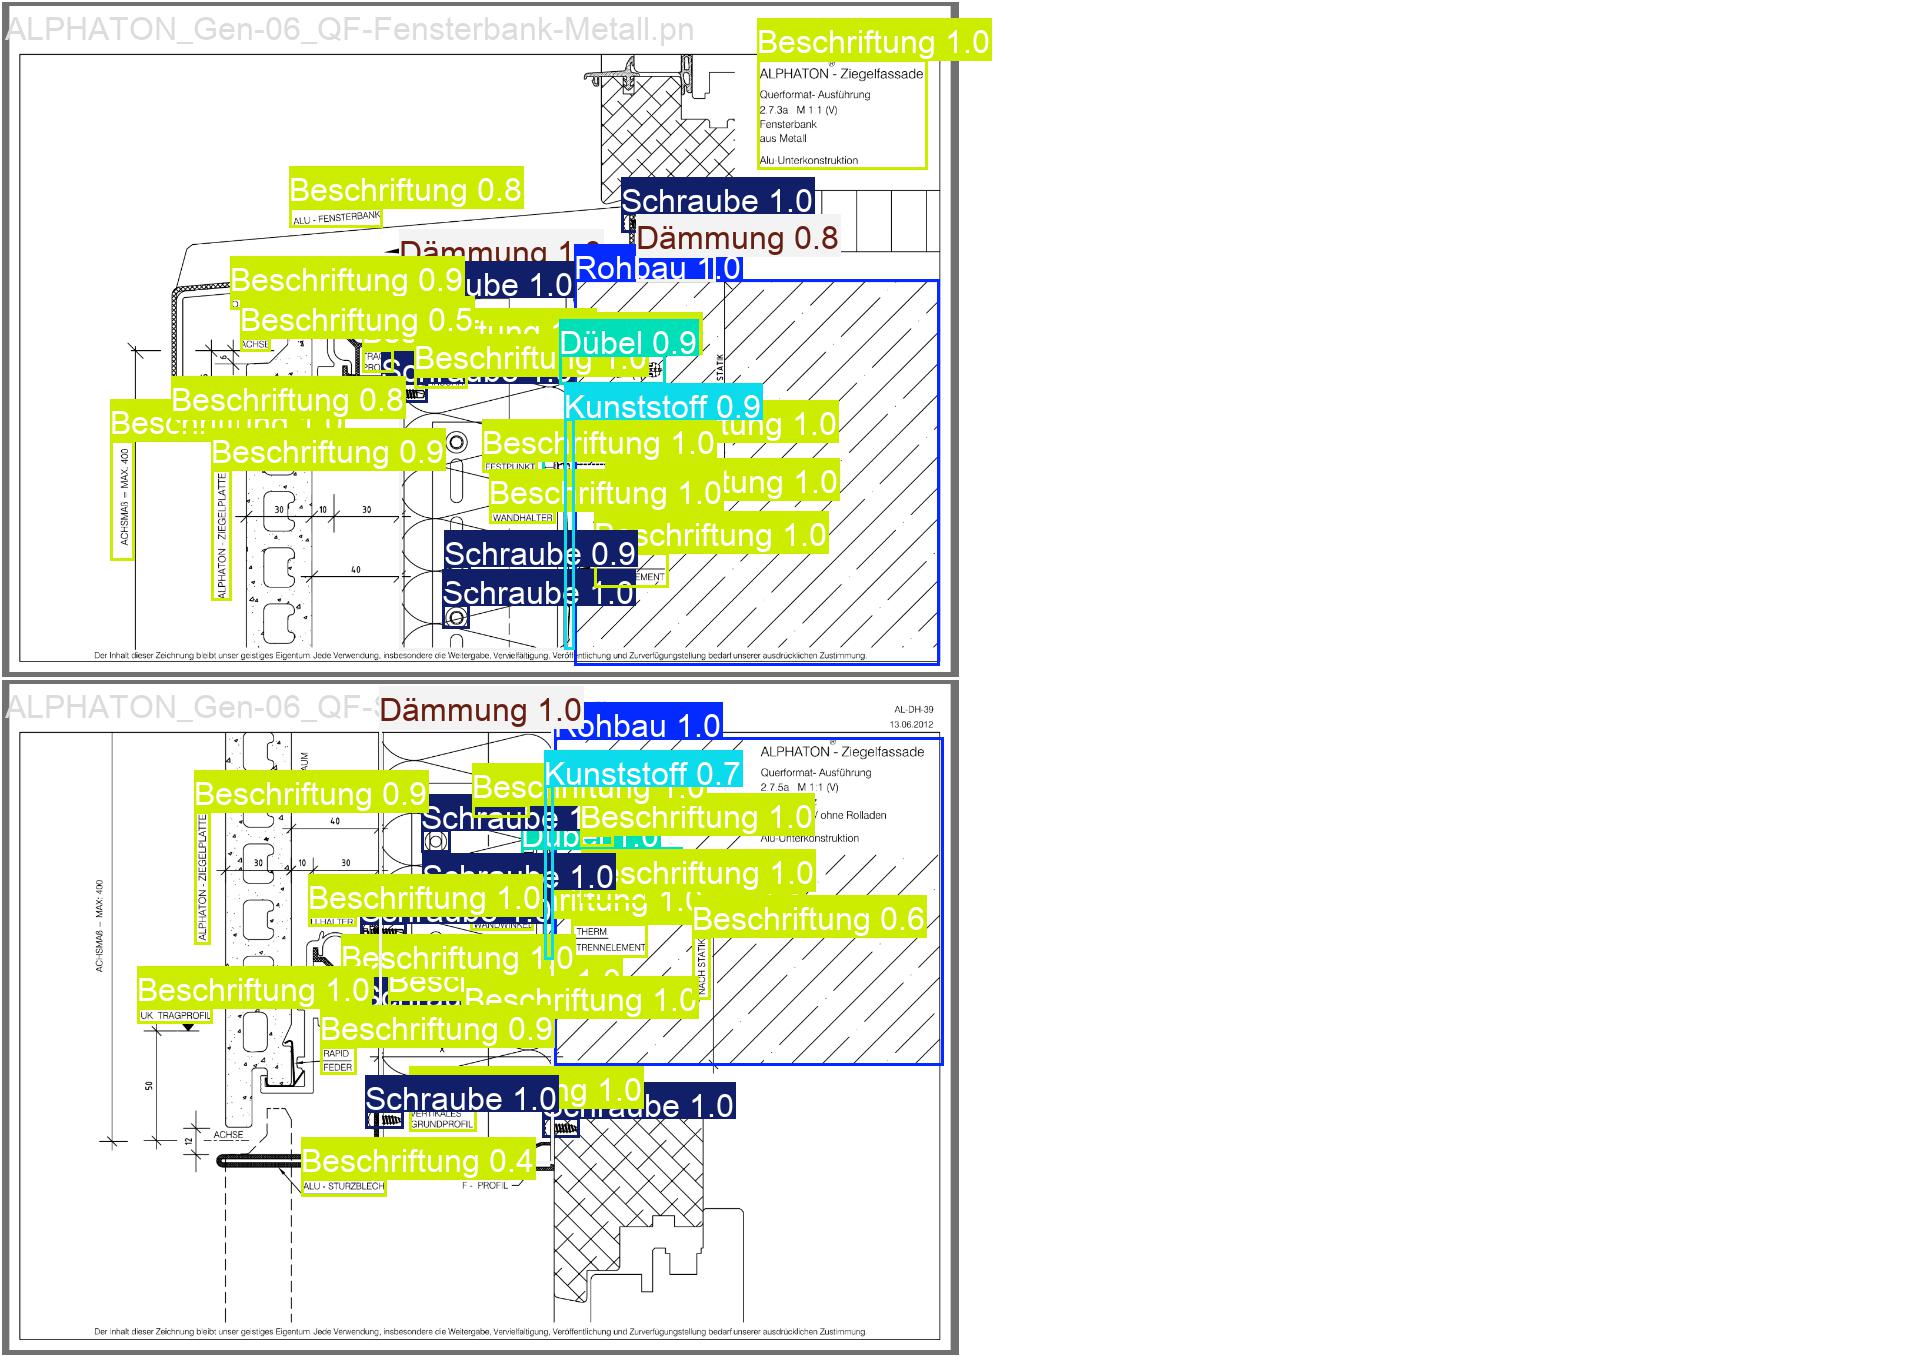 ALPHATON_Gen-06_QF-Fensterbank-Metall.pn
Beschriftung 1.0
ALPHATON® - Ziegelfassade
Querformat- Ausführung
2.7.3a M 1:1 (V)
Fensterbank
aus Metall
Alu-Unterkonstruktion
Beschriftung 0.8
ALU - FENSTERBANK
Schraube 1.0
Dämmung 0.8
Dämmung 1.0
Rohbau 1.0
Beschriftung 0.9
ube 1.0
Beschriftung 0.5
Dübel 0.9
ACHSE
Beschriftung 1.0
STATIK
Beschriftung 0.8
Kunststoff 0.9
Beschriftung 1.0
tung 1.0
Beschriftung 0.9
Beschriftung 1.0
ACHSMAß = MAX. 400
ALPHATON - ZIEGELPLATTE
FESTPUNKT
tung 1.0
Beschriftung 1.0
30 10 30
WANDHALTER
Beschriftung 1.0
Schraube 0.9
40
EMENT
Schraube 1.0
Der Inhalt dieser Zeichnung bleibt unser geistiges Eigentum. Jede Verwendung, insbesondere die Weitergabe, Vervielfältigung, Veröffentlichung und Zurverfügungstellung bedarf unserer ausdrücklichen Zustimmung.
ALPHATON_Gen-06_QF-S
Dämmung 1.0
Rohbau 1.0
AL-DH-39
13.06.2012
ALPHATON® - Ziegelfassade
Querformat- Ausführung
2.7.5a M 1:1 (V)
/ ohne Rolladen
Alu-Unterkonstruktion
AUM
Kunststoff 0.7
Beschriftung 0.9
Beschriftung 1.0
Schraube 1
Beschriftung 1.0
40
Dübel 1.0
30 10 30
Schraube 1.0
eschriftung 1.0
ACHSMAß = MAX: 400
ALPHATON - ZIEGELPLATTE
Beschriftung 1.0
riftung 1.0
Beschriftung 0.6
LLHALTER
Schraube 1.0
WANDWINKEL
THERM.
TRENNELEMENT
NACH STATIK
Beschriftung 1.0
Beschriftung 1.0
Beschriftung 1.0
UK TRAGPROFIL
Beschriftung 0.9
X
RAPID
FEDER
50
Schraube 1.0
ng 1.0
Schraube 1.0
VERTIKALES
GRUNDPROFIL
ACHSE
12
Beschriftung 0.4
ALU - STURZBLECH
F - PROFIL
Der Inhalt dieser Zeichnung bleibt unser geistiges Eigentum. Jede Verwendung, insbesondere die Weitergabe, Vervielfältigung, Veröffentlichung und Zurverfügungstellung bedarf unserer ausdrücklichen Zustimmung.